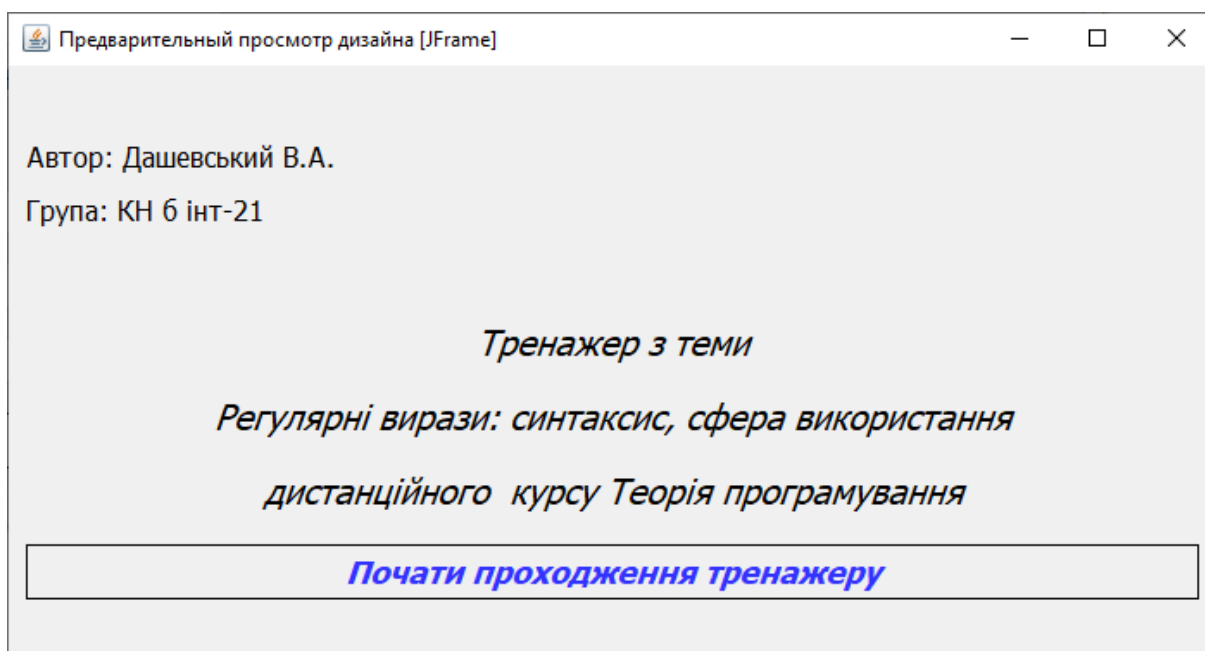 Предварительный просмотр дизайна [JFrame]
Автор: Дашевський В.А.
Група: КН б інт-21
Тренажер з теми
Регулярні вирази: синтаксис, сфера використання
дистанційного  курсу Теорія програмування
Почати проходження тренажеру